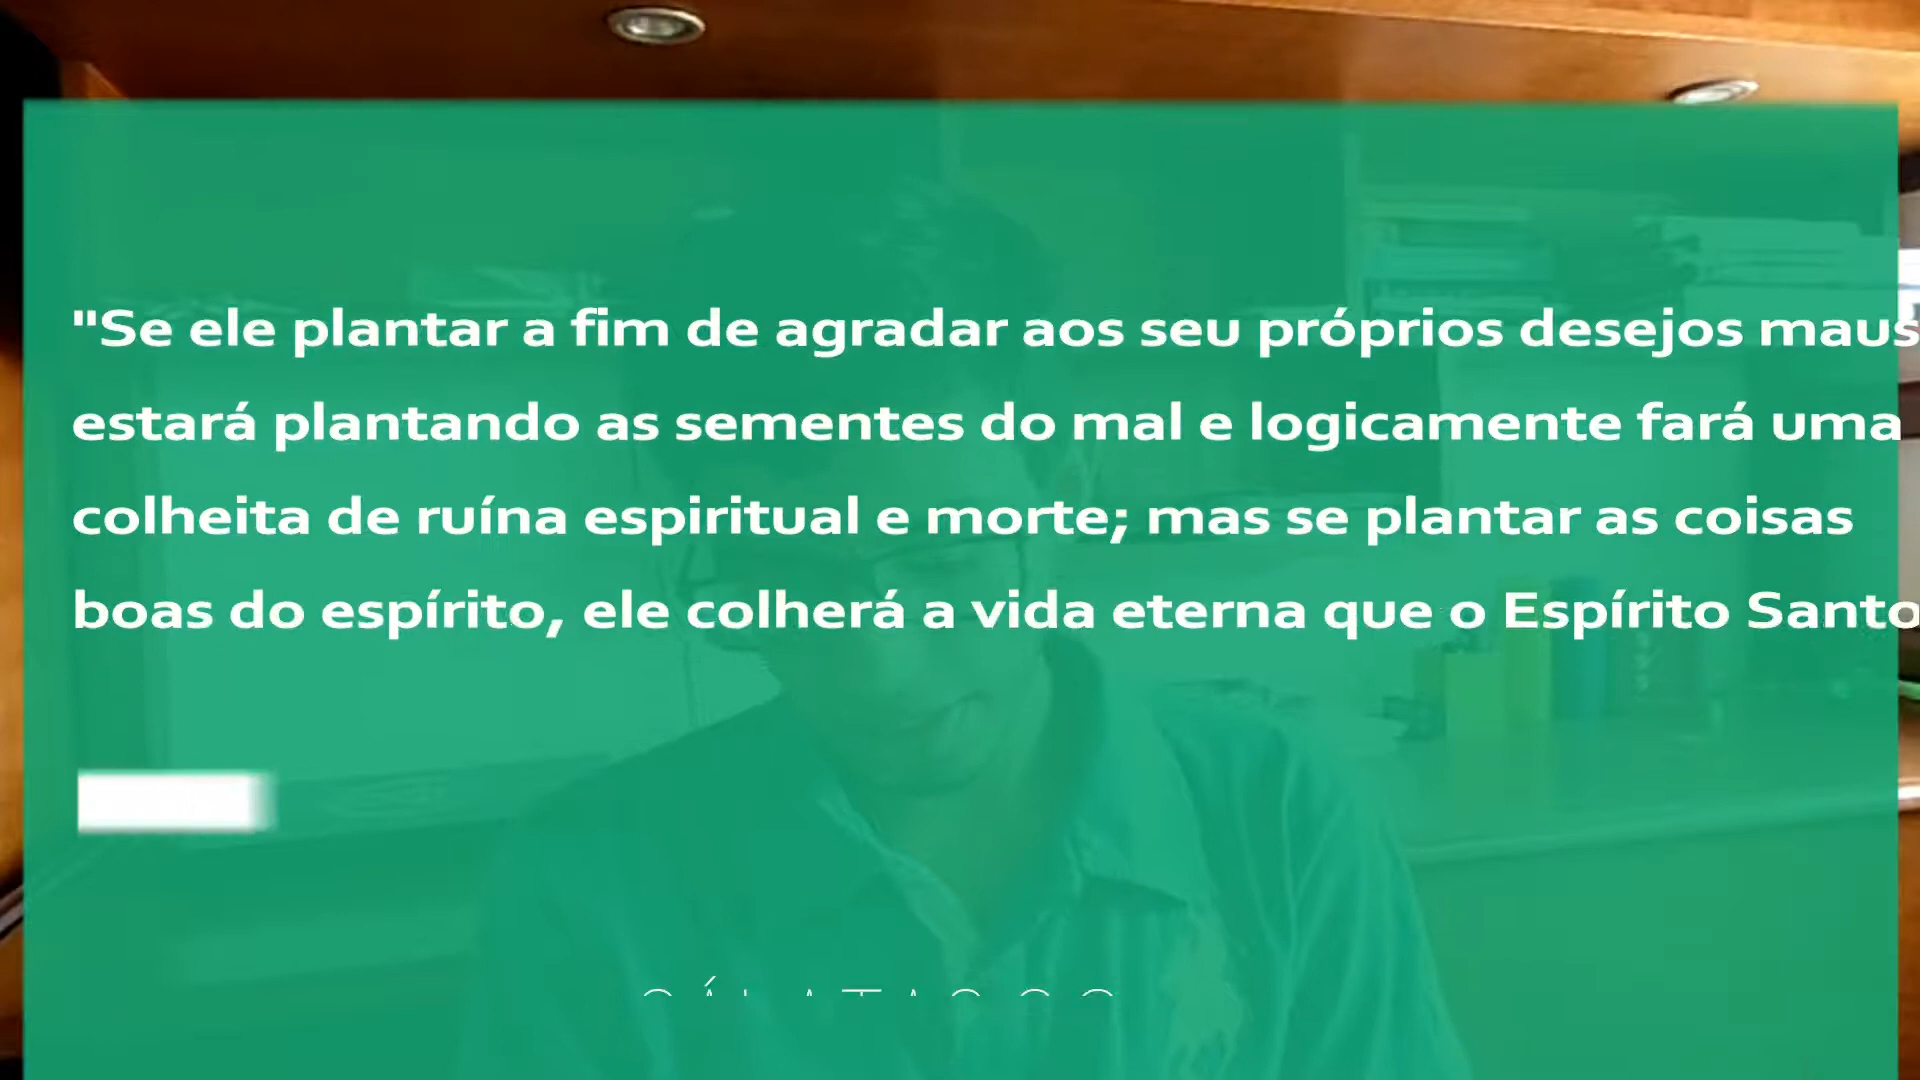 "Se ele plantar a fim de agradar aos seu próprios desejos maus
estará plantando as sementes do mal e logicamente fará uma
colheita de ruína espiritual e morte; mas se plantar as coisas
boas do espírito, ele colherá a vida eterna que o Espírito Santo